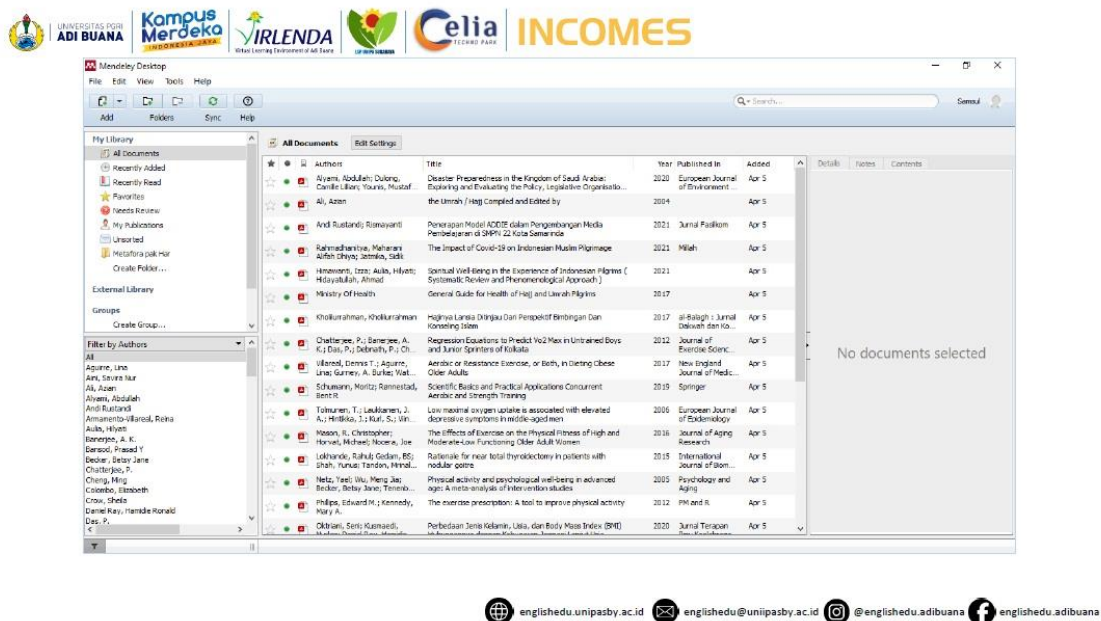 UNIVERSITAS PGRI
ADI BUANA
Kampus
Merdeka
INDONESIA JAYA
VIRLENDA
Virtual Learning Environment of Adi Buana
Celia
TECHNO PARK
INCOMES
Mendeley Desktop
File Edit View Tools Help
Search...
Samsul
Add Folders Sync Help
My Library
All Documents
Recently Added
Recently Read
Favorites
Needs Review
My Publications
Unsorted
Metafora pak Har
Create Folder...
External Library
Groups
Create Group...
Filter by Authors
All
Aguirre, Lina
Aini, Savira Nur
Ali, Azian
Alyami, Abdullah
Andi Rustandi
Armamento-Villareal, Reina
Aulia, Hilyati
Banerjee, A. K.
Bansod, Prasad Y
Becker, Betsy Jane
Chatterjee, P.
Cheng, Ming
Colombo, Elizabeth
Crow, Sheila
Daniel Ray, Hamidie Ronald
Das, P.
All Documents Edit Settings
Authors Title Year Published In Added
Alyami, Abdullah; Dulong, Disaster Preparedness in the Kingdom of Saudi Arabia: 2020 European Journal Apr 5
Camille Lilian; Younis, Mustaf... Exploring and Evaluating the Policy, Legislative Organisatio... of Environment ...
Ali, Azian the Umrah / Hajj Compiled and Edited by 2004 Apr 5
Andi Rustandi; Rismayanti Penerapan Model ADDIE dalam Pengembangan Media 2021 Jurnal Fasilkom Apr 5
Pembelajaran di SMPN 22 Kota Samarinda
Rahmadhanitya, Maharani The Impact of Covid-19 on Indonesian Muslim Pilgrimage 2021 Millah Apr 5
Alifah Dhiya; Jatmika, Sidik
Himawanti, Izza; Aulia, Hilyati; Spiritual Well-Being in the Experience of Indonesian Pilgrims ( 2021 Apr 5
Hidayatullah, Ahmad Systematic Review and Phenomenological Approach )
Ministry Of Health General Guide for Health of Hajj and Umrah Pilgrims 2017 Apr 5
Kholilurrahman, Kholilurrahman Hajinya Lansia Ditinjau Dari Perspektif Bimbingan Dan 2017 al-Balagh : Jurnal Apr 5
Konseling Islam Dakwah dan Ko...
Chatterjee, P.; Banerjee, A. Regression Equations to Predict Vo2 Max in Untrained Boys 2012 Journal of Apr 5
K.; Das, P.; Debnath, P.; Ch... and Junior Sprinters of Kolkata Exercise Scienc...
Villareal, Dennis T.; Aguirre, Aerobic or Resistance Exercise, or Both, in Dieting Obese 2017 New England Apr 5
Lina; Gurney, A. Burke; Wat... Older Adults Journal of Medic...
Schumann, Moritz; Rønnestad, Scientific Basics and Practical Applications Concurrent 2019 Springer Apr 5
Bent R Aerobic and Strength Training
Tolmunen, T.; Laukkanen, J. Low maximal oxygen uptake is associated with elevated 2006 European Journal Apr 5
A.; Hintikka, J.; Kurl, S.; Vin... depressive symptoms in middle-aged men of Epidemiology
Mason, R. Christopher; The Effects of Exercise on the Physical Fitness of High and 2016 Journal of Aging Apr 5
Horvat, Michael; Nocera, Joe Moderate-Low Functioning Older Adult Women Research
Lokhande, Rahul; Gedam, BS; Rationale for near total thyroidectomy in patients with 2015 International Apr 5
Shah, Yunus; Tandon, Mrinal... nodular goitre Journal of Biom...
Netz, Yael; Wu, Meng Jia; Physical activity and psychological well-being in advanced 2005 Psychology and Apr 5
Becker, Betsy Jane; Tenenb... age: A meta-analysis of intervention studies Aging
Phillips, Edward M.; Kennedy, The exercise prescription: A tool to improve physical activity 2012 PM and R Apr 5
Mary A.
Oktriani, Seni; Kusmaedi, Perbedaan Jenis Kelamin, Usia, dan Body Mass Index (BMI) 2020 Jurnal Terapan Apr 5
Details Notes Contents
No documents selected
englishedu.unipasby.ac.id englishedu@uniipasby.ac.id @englishedu.adibuana englishedu.adibuana